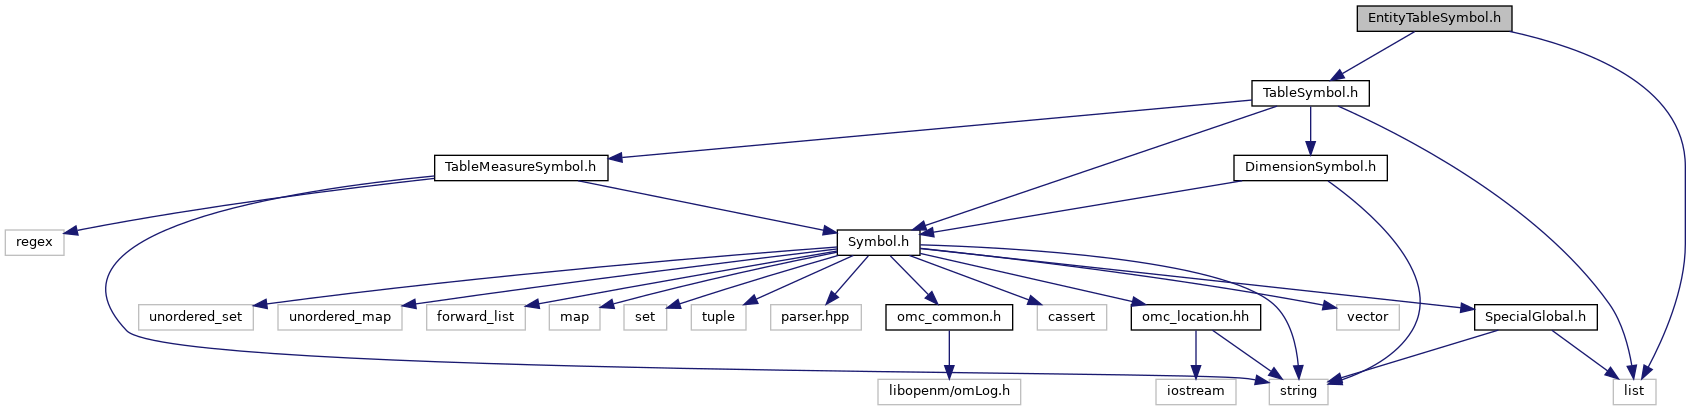 EntityTableSymbol.h
TableSymbol.h
TableMeasureSymbol.h
DimensionSymbol.h
regex
Symbol.h
unordered_set
unordered_map
forward_list
map
set
tuple
parser.hpp
omc_common.h
cassert
omc_location.hh
vector
SpecialGlobal.h
libopenm/omLog.h
iostream
string
list